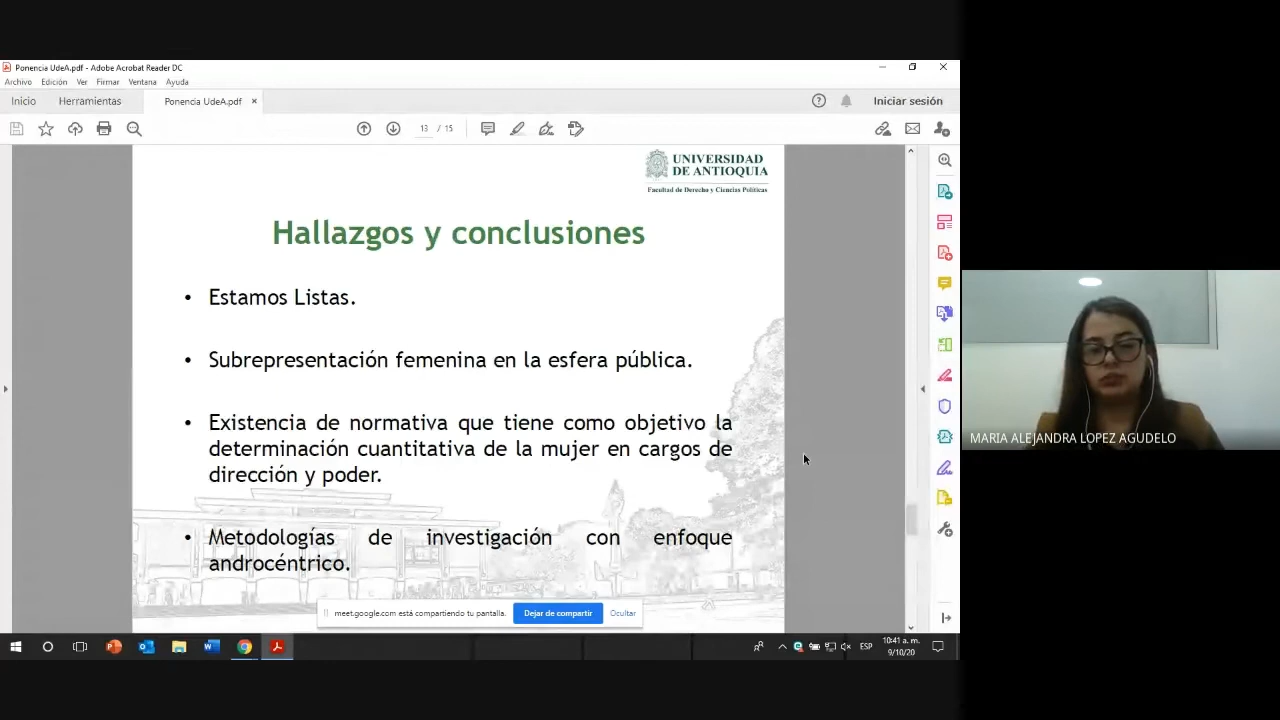 Ponencia UdeA.pdf - Adobe Acrobat Reader DC
Archivo Edición Ver Firmar Ventana Ayuda
Inicio Herramientas Ponencia UdeA.pdf × Iniciar sesión
13 / 15
UNIVERSIDAD
DE ANTIOQUIA
Facultad de Derecho y Ciencias Políticas
Hallazgos y conclusiones
• Estamos Listas.
• Subrepresentación femenina en la esfera pública.
• Existencia de normativa que tiene como objetivo la
determinación cuantitativa de la mujer en cargos de
dirección y poder.
• Metodologías de investigación con enfoque
androcéntrico.
MARIA ALEJANDRA LOPEZ AGUDELO
meet.google.com está compartiendo tu pantalla. Dejar de compartir Ocultar
ESP
10:41 a. m.
9/10/20